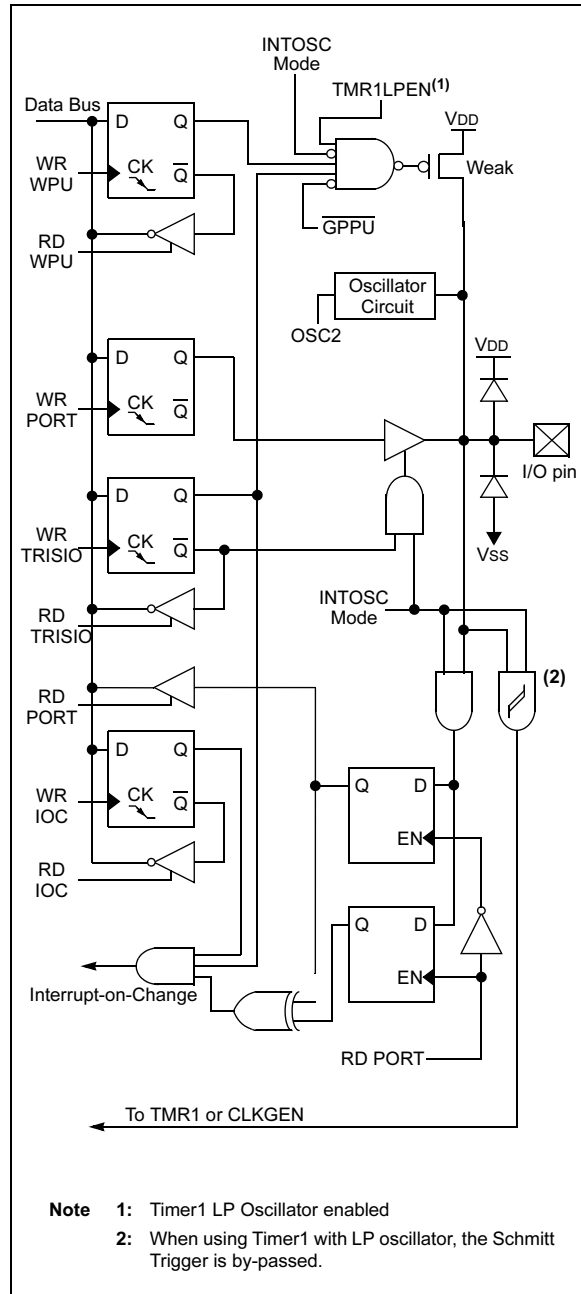 INTOSC
Mode
TMR1LPEN(1)
Data Bus
D Q
VDD
WR
WPU
CK Q
Weak
RD
WPU
GPPU
Oscillator
Circuit
OSC2
D Q
VDD
WR
PORT
CK Q
I/O pin
D Q
WR
TRISIO
CK Q
VSS
INTOSC
Mode
RD
TRISIO
(2)
RD
PORT
D Q
Q D
WR
IOC
CK Q
EN
RD
IOC
Q D
Interrupt-on-Change
EN
RD PORT
To TMR1 or CLKGEN
Note 1: Timer1 LP Oscillator enabled
2: When using Timer1 with LP oscillator, the Schmitt
Trigger is by-passed.